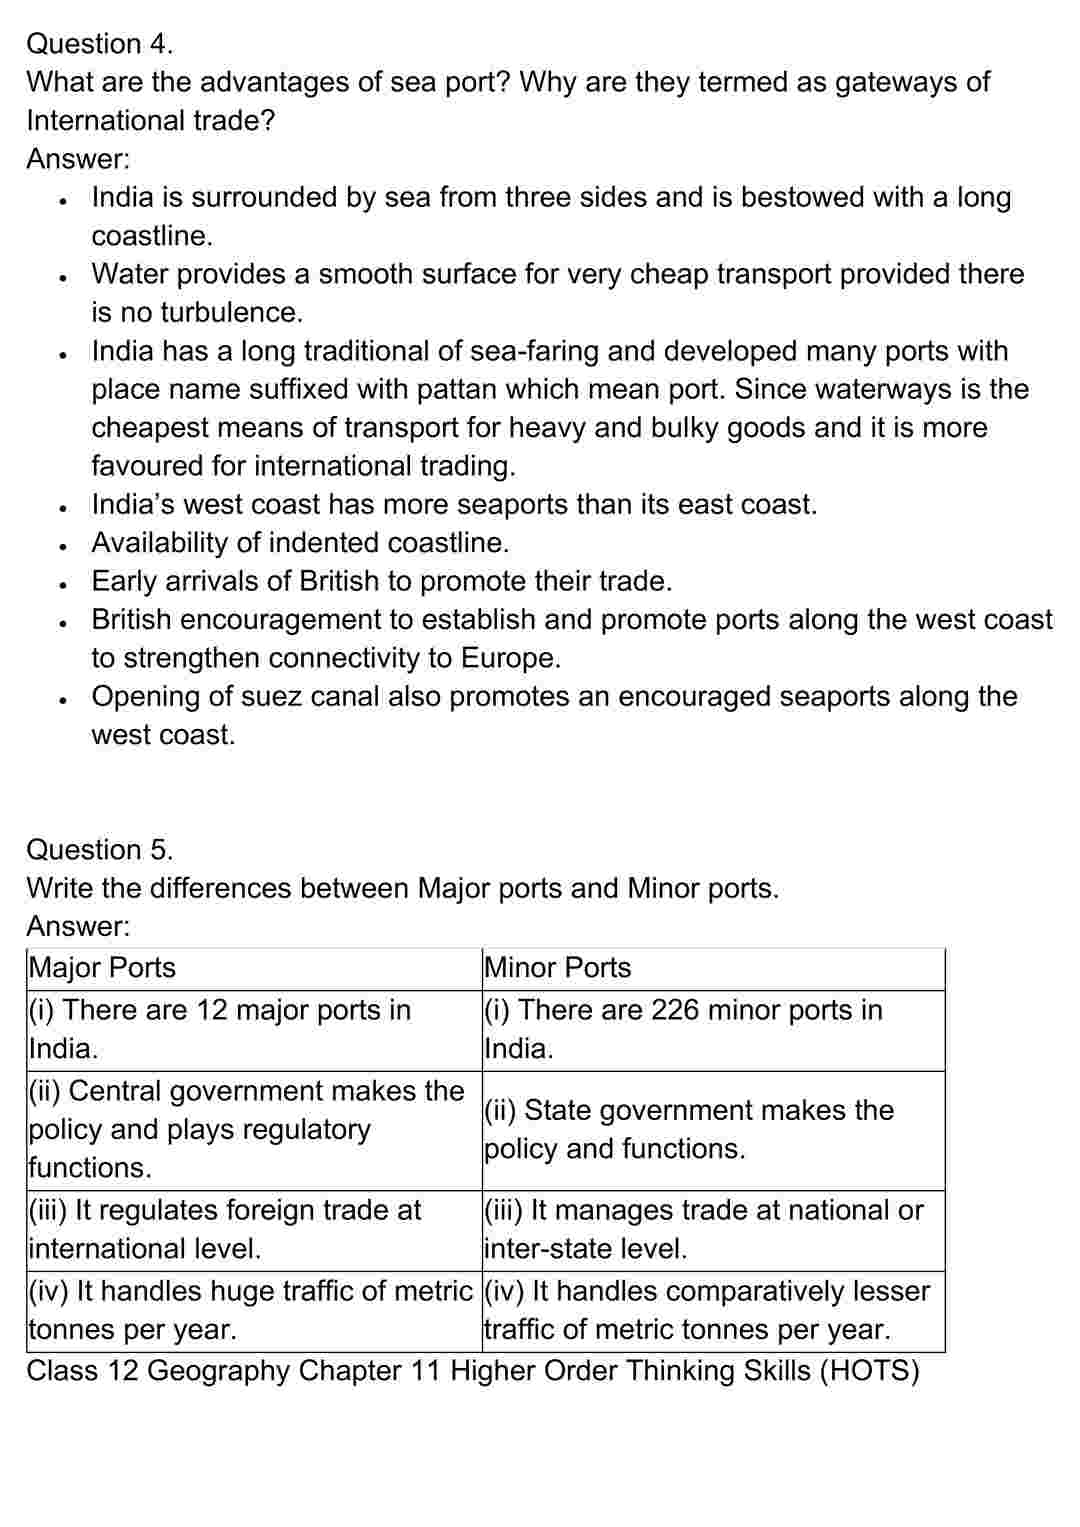 Question 4.
What are the advantages of sea port? Why are they termed as gateways of
International trade?
Answer:
• India is surrounded by sea from three sides and is bestowed with a long
coastline.
• Water provides a smooth surface for very cheap transport provided there
is no turbulence.
• India has a long traditional of sea-faring and developed many ports with
place name suffixed with pattan which mean port. Since waterways is the
cheapest means of transport for heavy and bulky goods and it is more
favoured for international trading.
• India’s west coast has more seaports than its east coast.
• Availability of indented coastline.
• Early arrivals of British to promote their trade.
• British encouragement to establish and promote ports along the west coast
to strengthen connectivity to Europe.
• Opening of suez canal also promotes an encouraged seaports along the
west coast.
Question 5.
Write the differences between Major ports and Minor ports.
Answer:
Major Ports
Minor Ports
(i) There are 12 major ports in
India.
(i) There are 226 minor ports in
India.
(ii) Central government makes the
policy and plays regulatory
functions.
(ii) State government makes the
policy and functions.
(iii) It regulates foreign trade at
international level.
(iii) It manages trade at national or
inter-state level.
(iv) It handles huge traffic of metric
tonnes per year.
(iv) It handles comparatively lesser
traffic of metric tonnes per year.
Class 12 Geography Chapter 11 Higher Order Thinking Skills (HOTS)